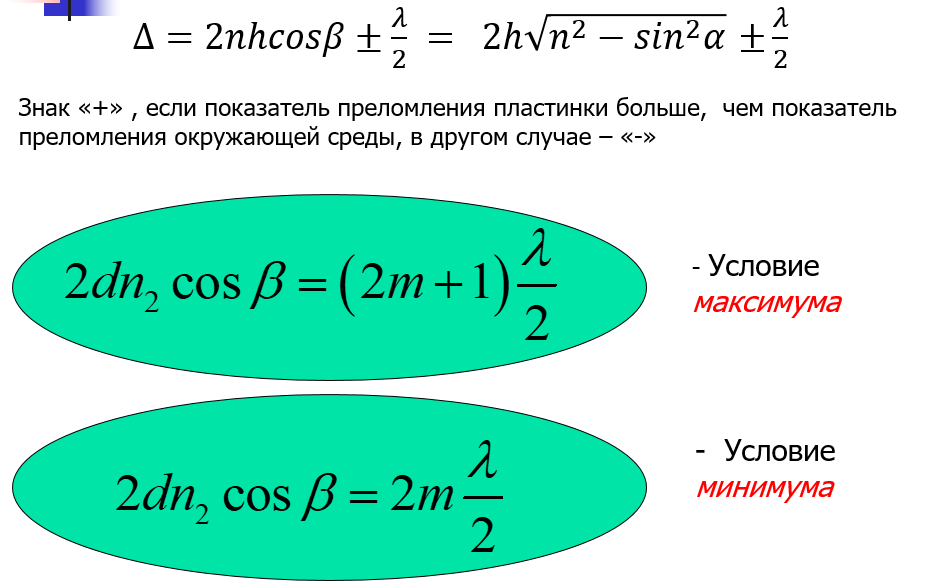 Δ = 2nhcosβ ± λ/2 = 2h√(n² − sin²α) ± λ/2
Знак «+» , если показатель преломления пластинки больше, чем показатель
преломления окружающей среды, в другом случае – «-»
2dn₂ cos β = (2m + 1) λ/2
- Условие
максимума
2dn₂ cos β = 2m λ/2
- Условие
минимума